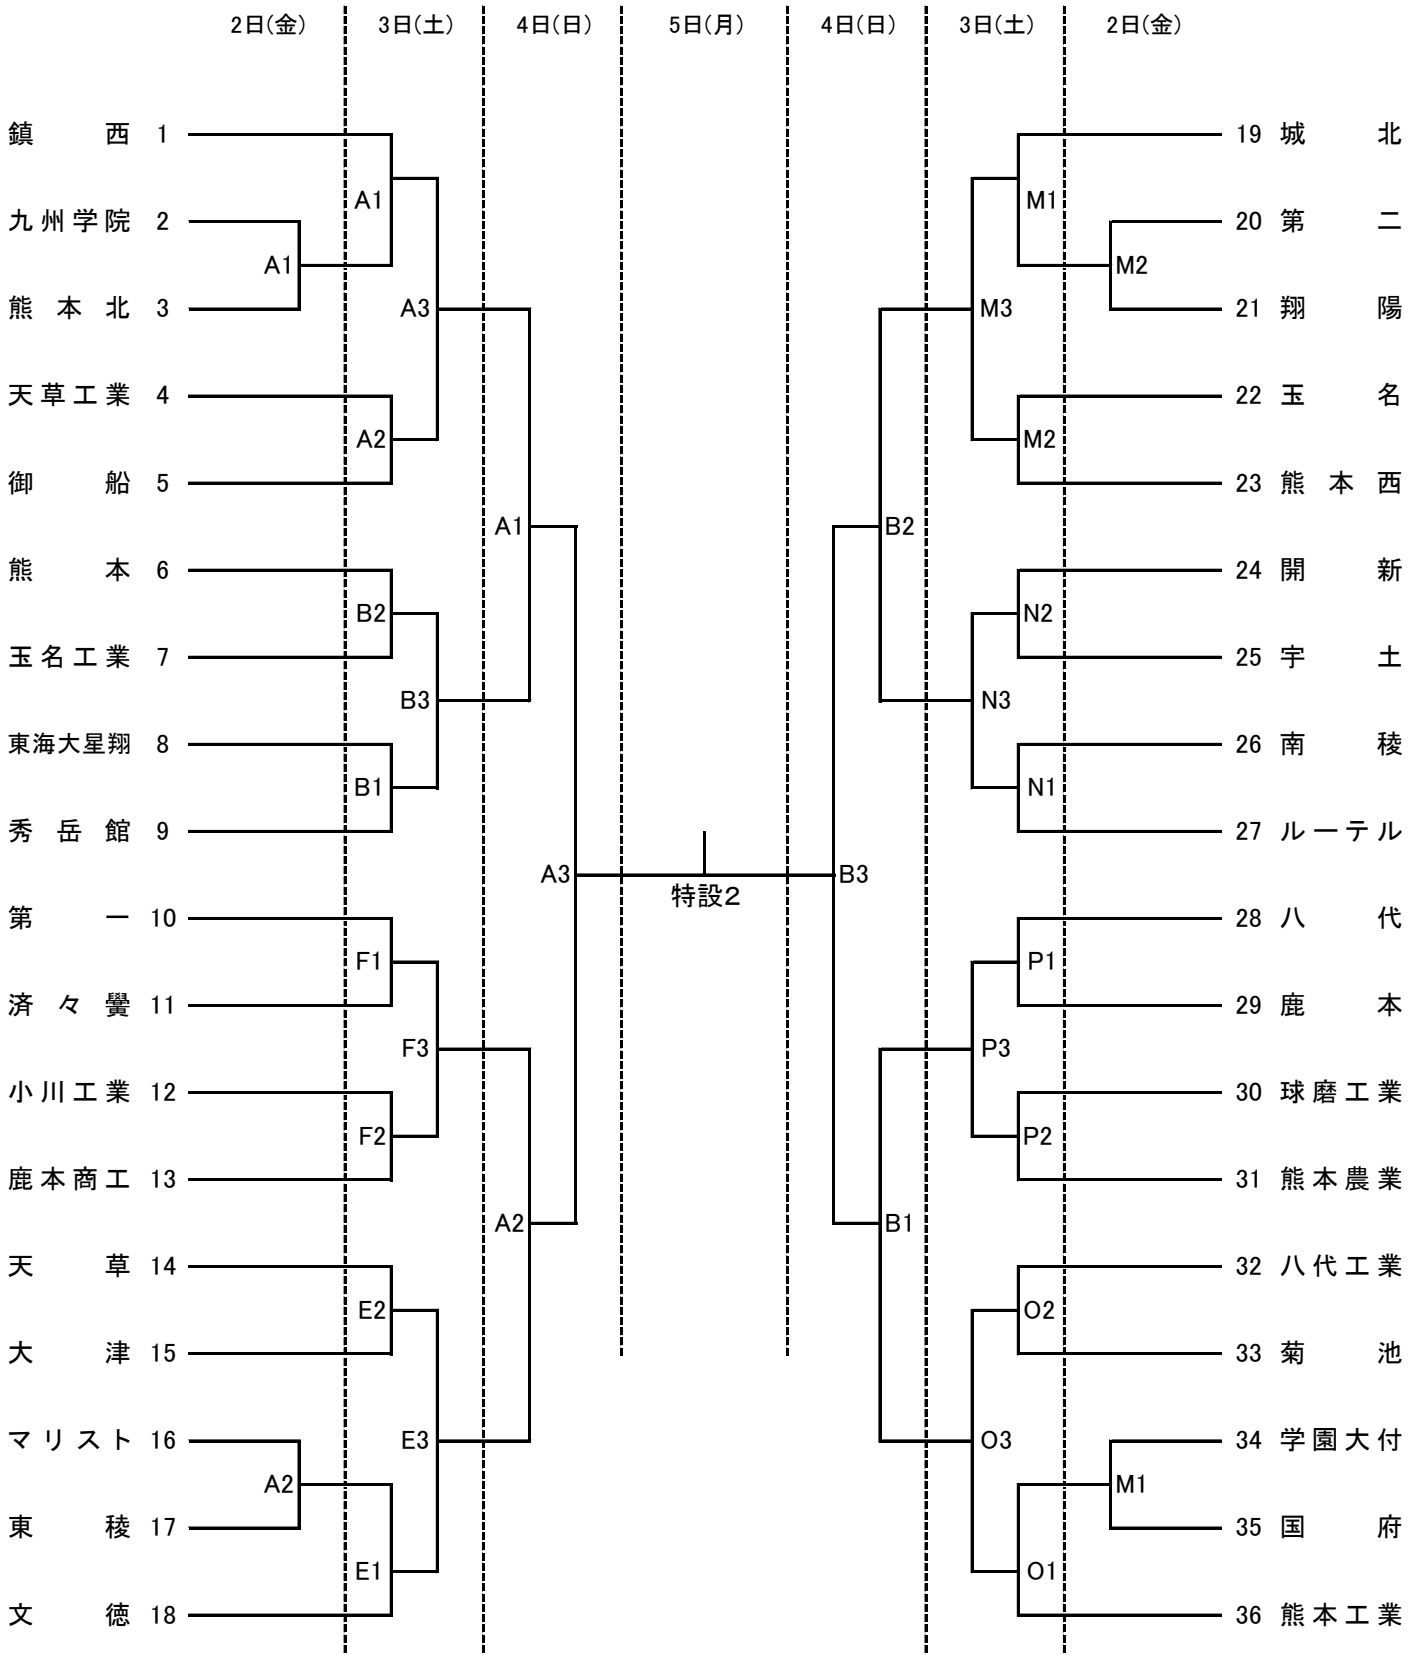 2日(金) 3日(土) 4日(日) 5日(月) 4日(日) 3日(土) 2日(金)
鎮西 1 19 城北
A1 M1
九州学院 2 20 第二
A1 M2
熊本北 3 A3 M3 21 翔陽
天草工業 4 22 玉名
A2 M2
御船 5 23 熊本西
A1 B2
熊本 6 24 開新
B2 N2
玉名工業 7 25 宇土
B3 N3
東海大星翔 8 26 南稜
B1 N1
秀岳館 9 27 ルーテル
A3 B3
特設2
第一 10 28 八代
F1 P1
済々黌 11 29 鹿本
F3 P3
小川工業 12 30 球磨工業
F2 P2
鹿本商工 13 31 熊本農業
A2 B1
天草 14 32 八代工業
E2 O2
大津 15 33 菊池
マリスト 16 E3 O3 34 学園大付
A2 M1
東稜 17 35 国府
E1 O1
文徳 18 36 熊本工業